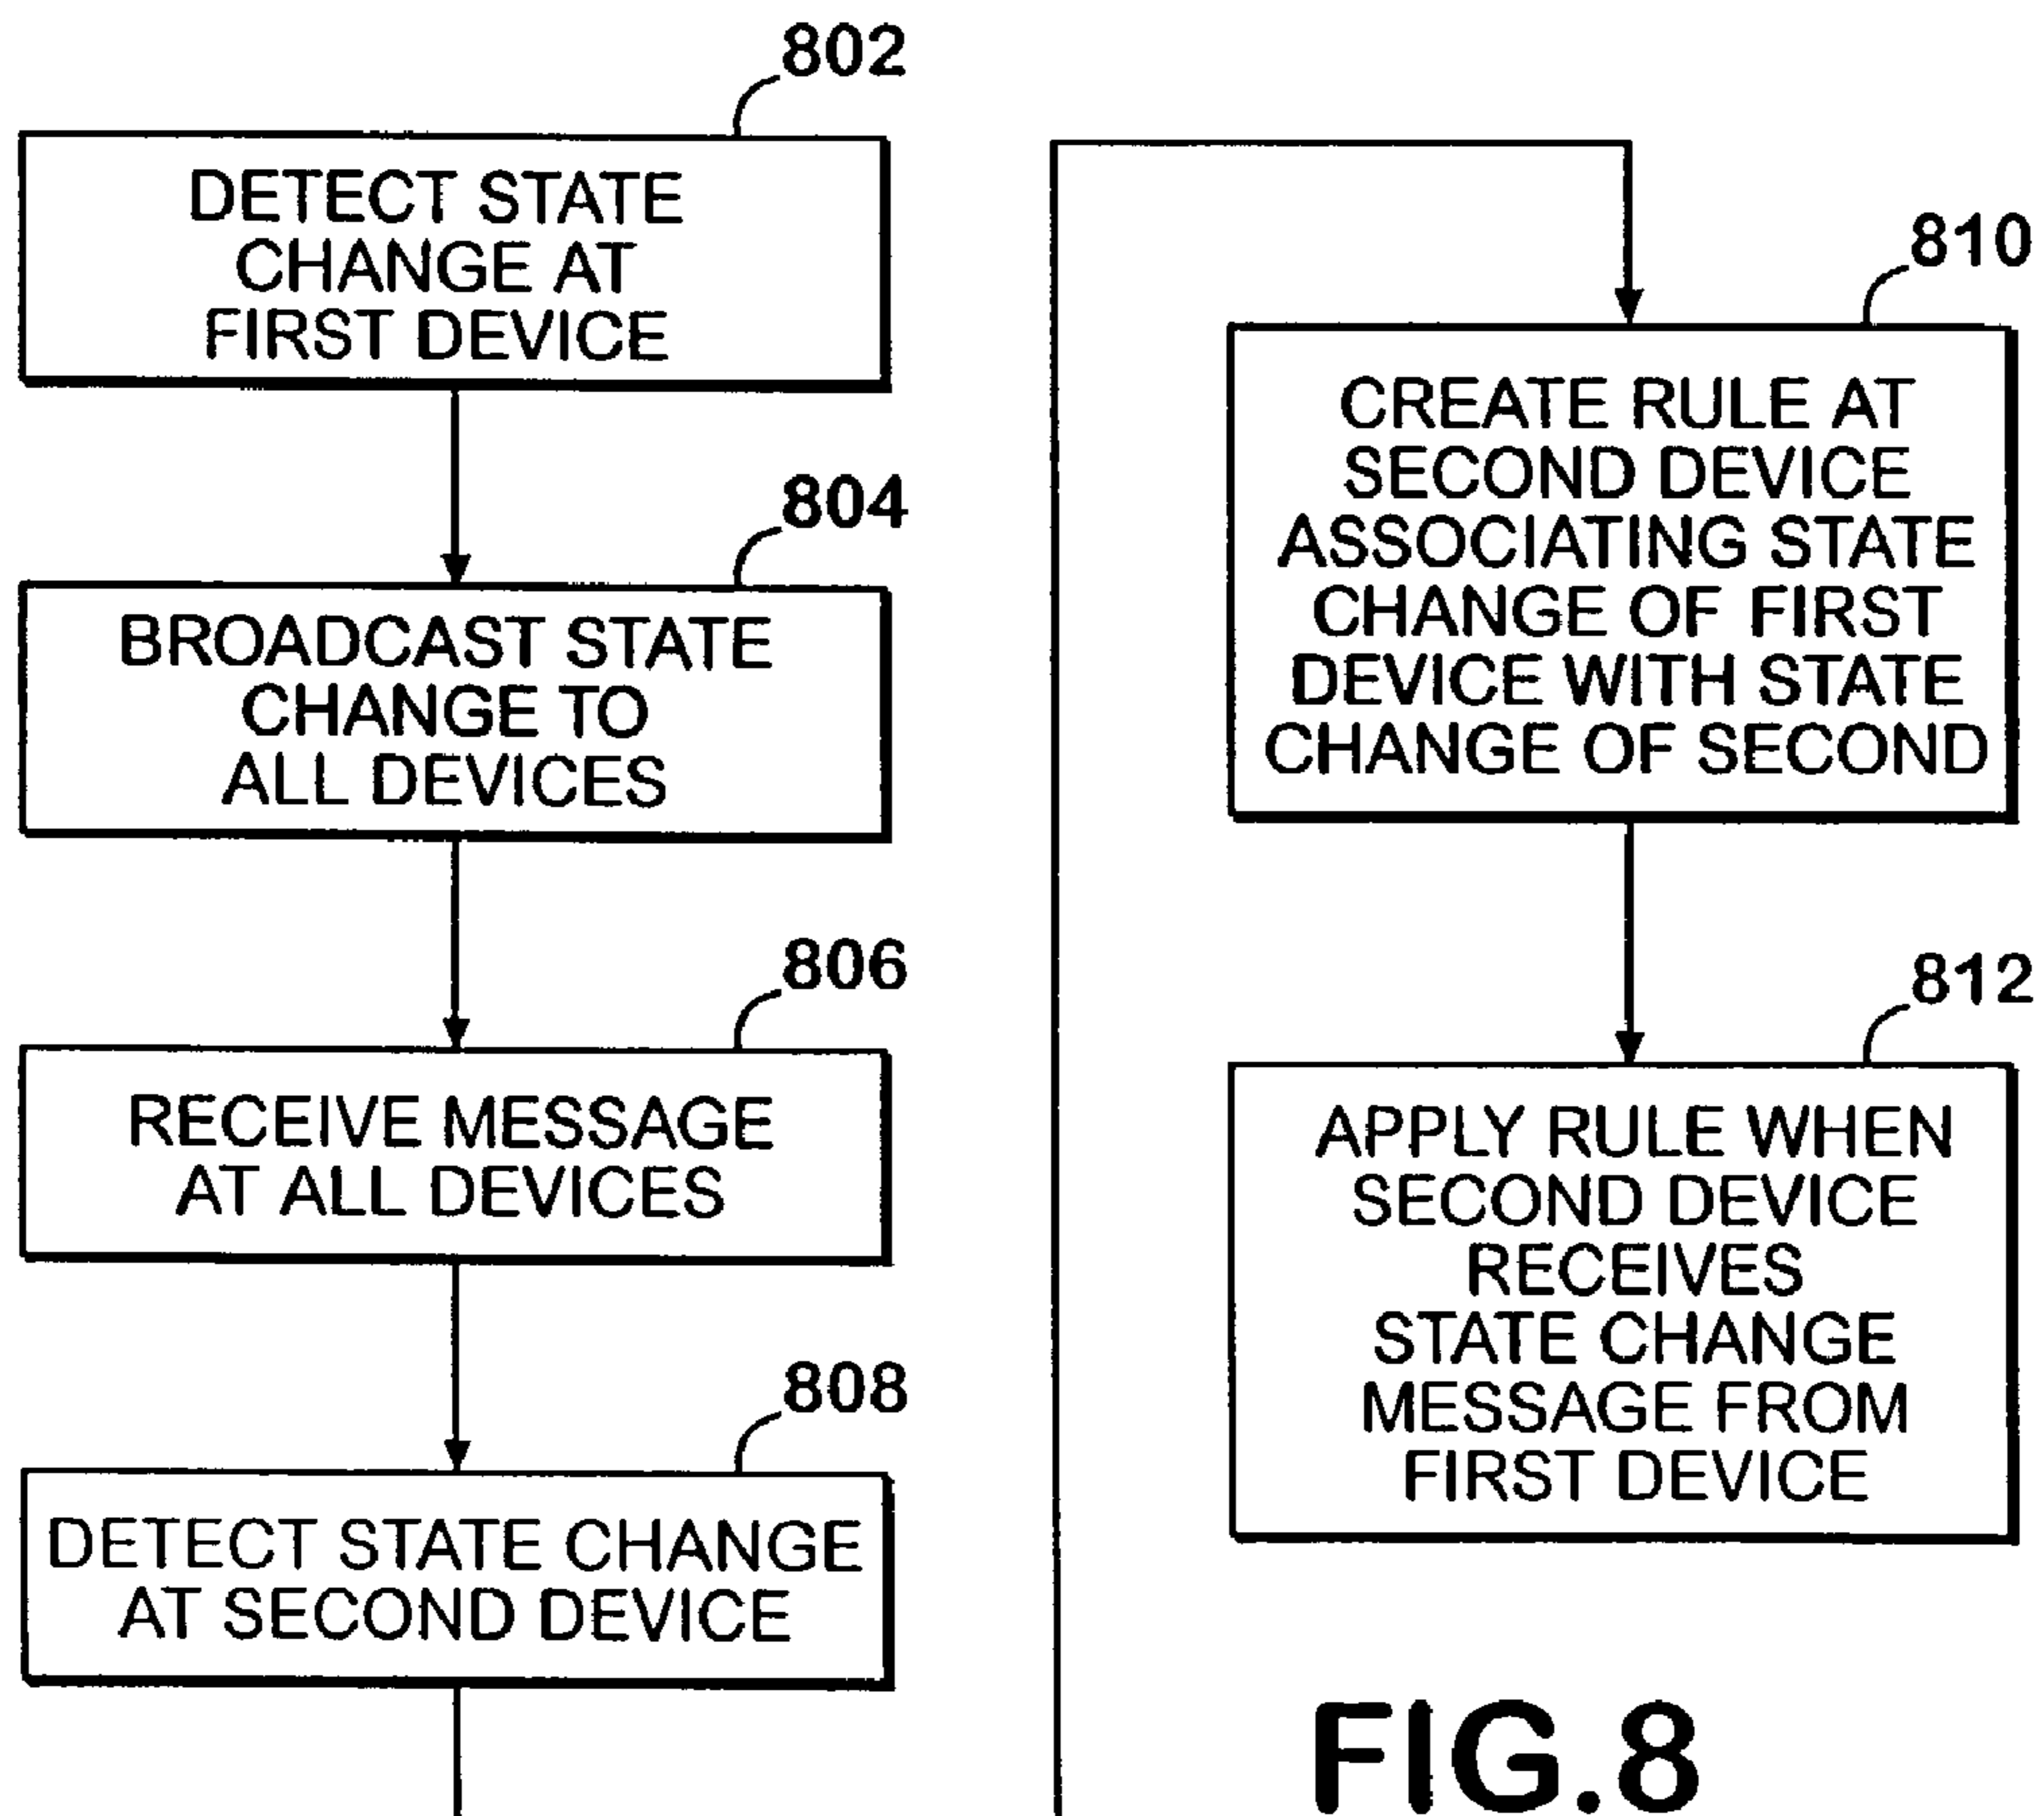 802
DETECT STATE
CHANGE AT
FIRST DEVICE
804
BROADCAST STATE
CHANGE TO
ALL DEVICES
806
RECEIVE MESSAGE
AT ALL DEVICES
808
DETECT STATE CHANGE
AT SECOND DEVICE
810
CREATE RULE AT
SECOND DEVICE
ASSOCIATING STATE
CHANGE OF FIRST
DEVICE WITH STATE
CHANGE OF SECOND
812
APPLY RULE WHEN
SECOND DEVICE
RECEIVES
STATE CHANGE
MESSAGE FROM
FIRST DEVICE
FIG.8